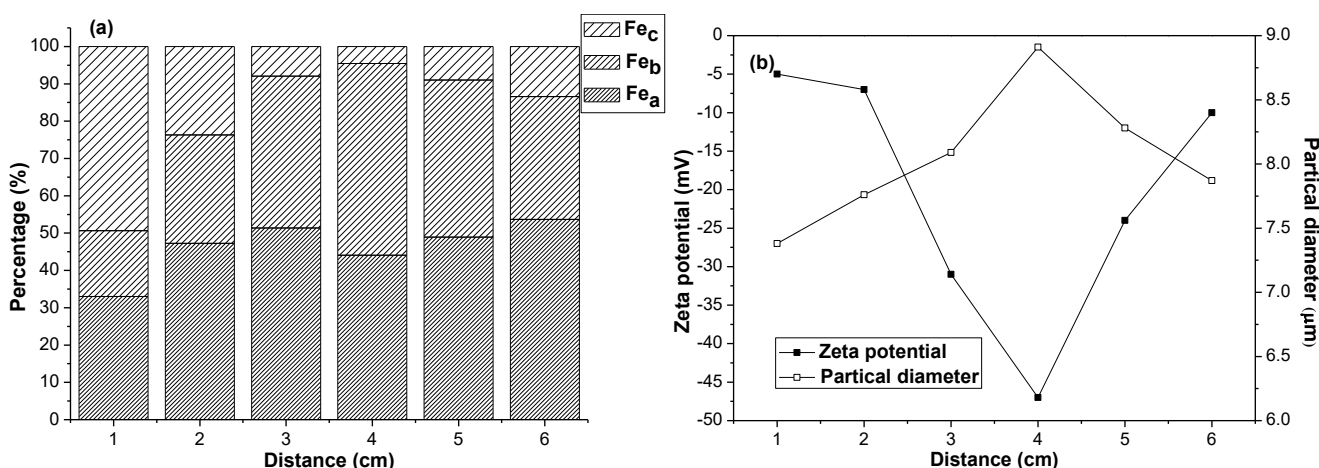 (a)
Fec
Feb
Fea
100
90
80
70
60
50
40
30
20
10
0
Percentage (%)
1 2 3 4 5 6
Distance (cm)
(b)
0
-5
-10
-15
-20
-25
-30
-35
-40
-45
-50
Zeta potential (mV)
Zeta potential
Partical diameter
9.0
8.5
8.0
7.5
7.0
6.5
6.0
Partical diameter (μm)
1 2 3 4 5 6
Distance (cm)